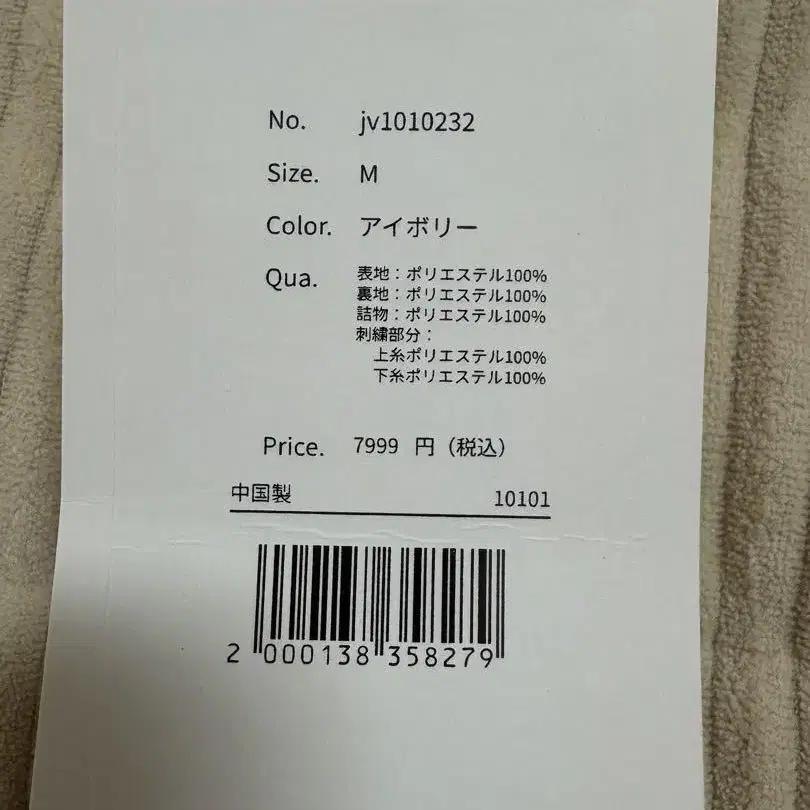 No. jv1010232
Size. M
Color. アイボリー
Qua. 表地：ポリエステル100%
裏地：ポリエステル100%
詰物：ポリエステル100%
刺繍部分：
上糸ポリエステル100%
下糸ポリエステル100%
Price. 7999 円（税込）
中国製 10101
2 000138 358279